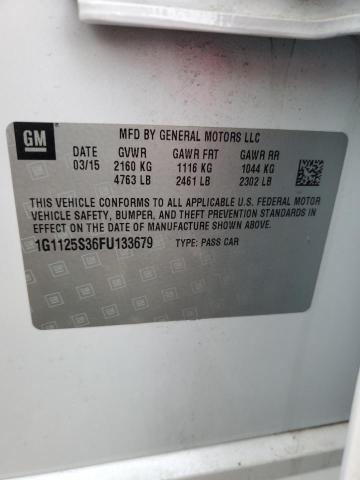 GM
MFD BY GENERAL MOTORS LLC
DATE GVWR GAWR FRT GAWR RR
03/15 2160 KG 1116 KG 1044 KG
4763 LB 2461 LB 2302 LB
THIS VEHICLE CONFORMS TO ALL APPLICABLE U.S. FEDERAL MOTOR
VEHICLE SAFETY, BUMPER, AND THEFT PREVENTION STANDARDS
IN EFFECT ON THE DATE OF MANUFACTURE SHOWN ABOVE.
1G1125S36FU133679 TYPE: PASS CAR